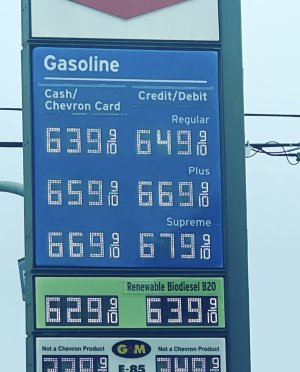 Gasoline
Cash/ Credit/Debit
Chevron Card
Regular
639 9/10 649 9/10
Plus
659 9/10 669 9/10
Supreme
669 9/10 679 9/10
Renewable Biodiesel B20
629 9/10 639 9/10
Not a Chevron Product G M Not a Chevron Product
E-85